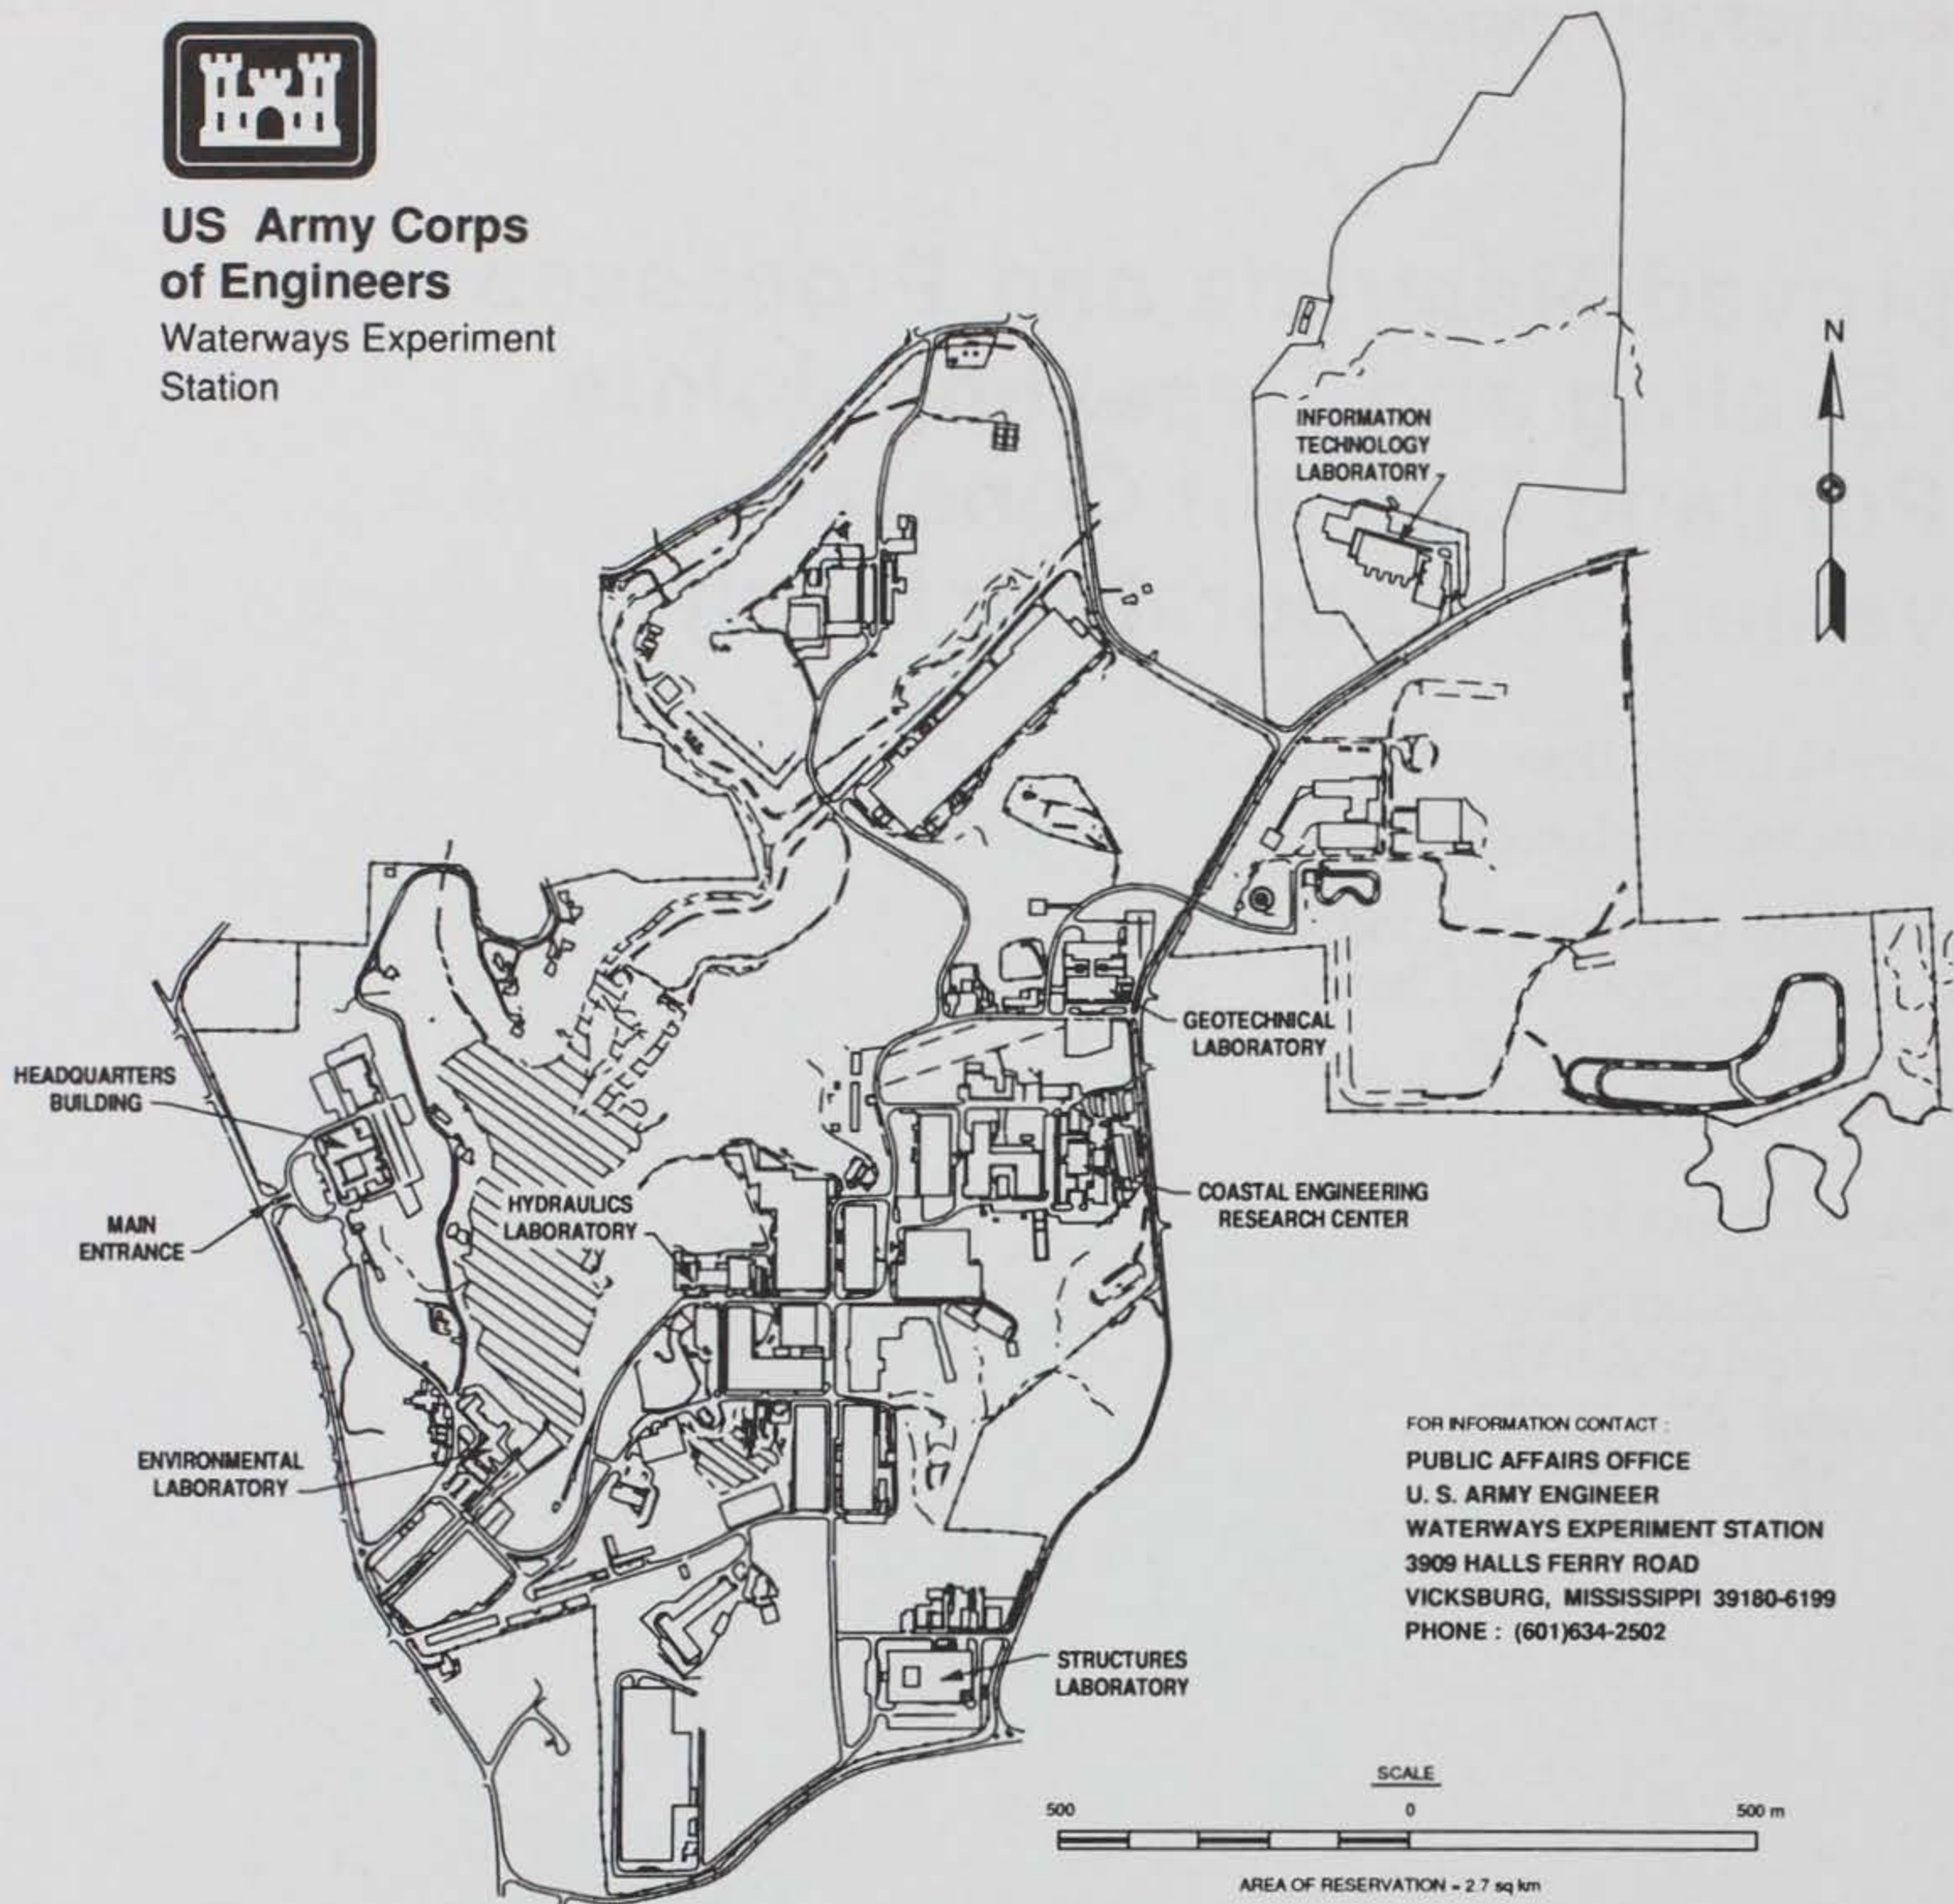 US Army Corps
of Engineers
Waterways Experiment
Station
N
INFORMATION
TECHNOLOGY
LABORATORY
GEOTECHNICAL
LABORATORY
HEADQUARTERS
BUILDING
HYDRAULICS
LABORATORY
COASTAL ENGINEERING
RESEARCH CENTER
MAIN
ENTRANCE
ENVIRONMENTAL
LABORATORY
FOR INFORMATION CONTACT :
PUBLIC AFFAIRS OFFICE
U. S. ARMY ENGINEER
WATERWAYS EXPERIMENT STATION
3909 HALLS FERRY ROAD
VICKSBURG, MISSISSIPPI 39180-6199
PHONE : (601)634-2502
STRUCTURES
LABORATORY
SCALE
500 0 500 m
AREA OF RESERVATION = 2.7 sq km